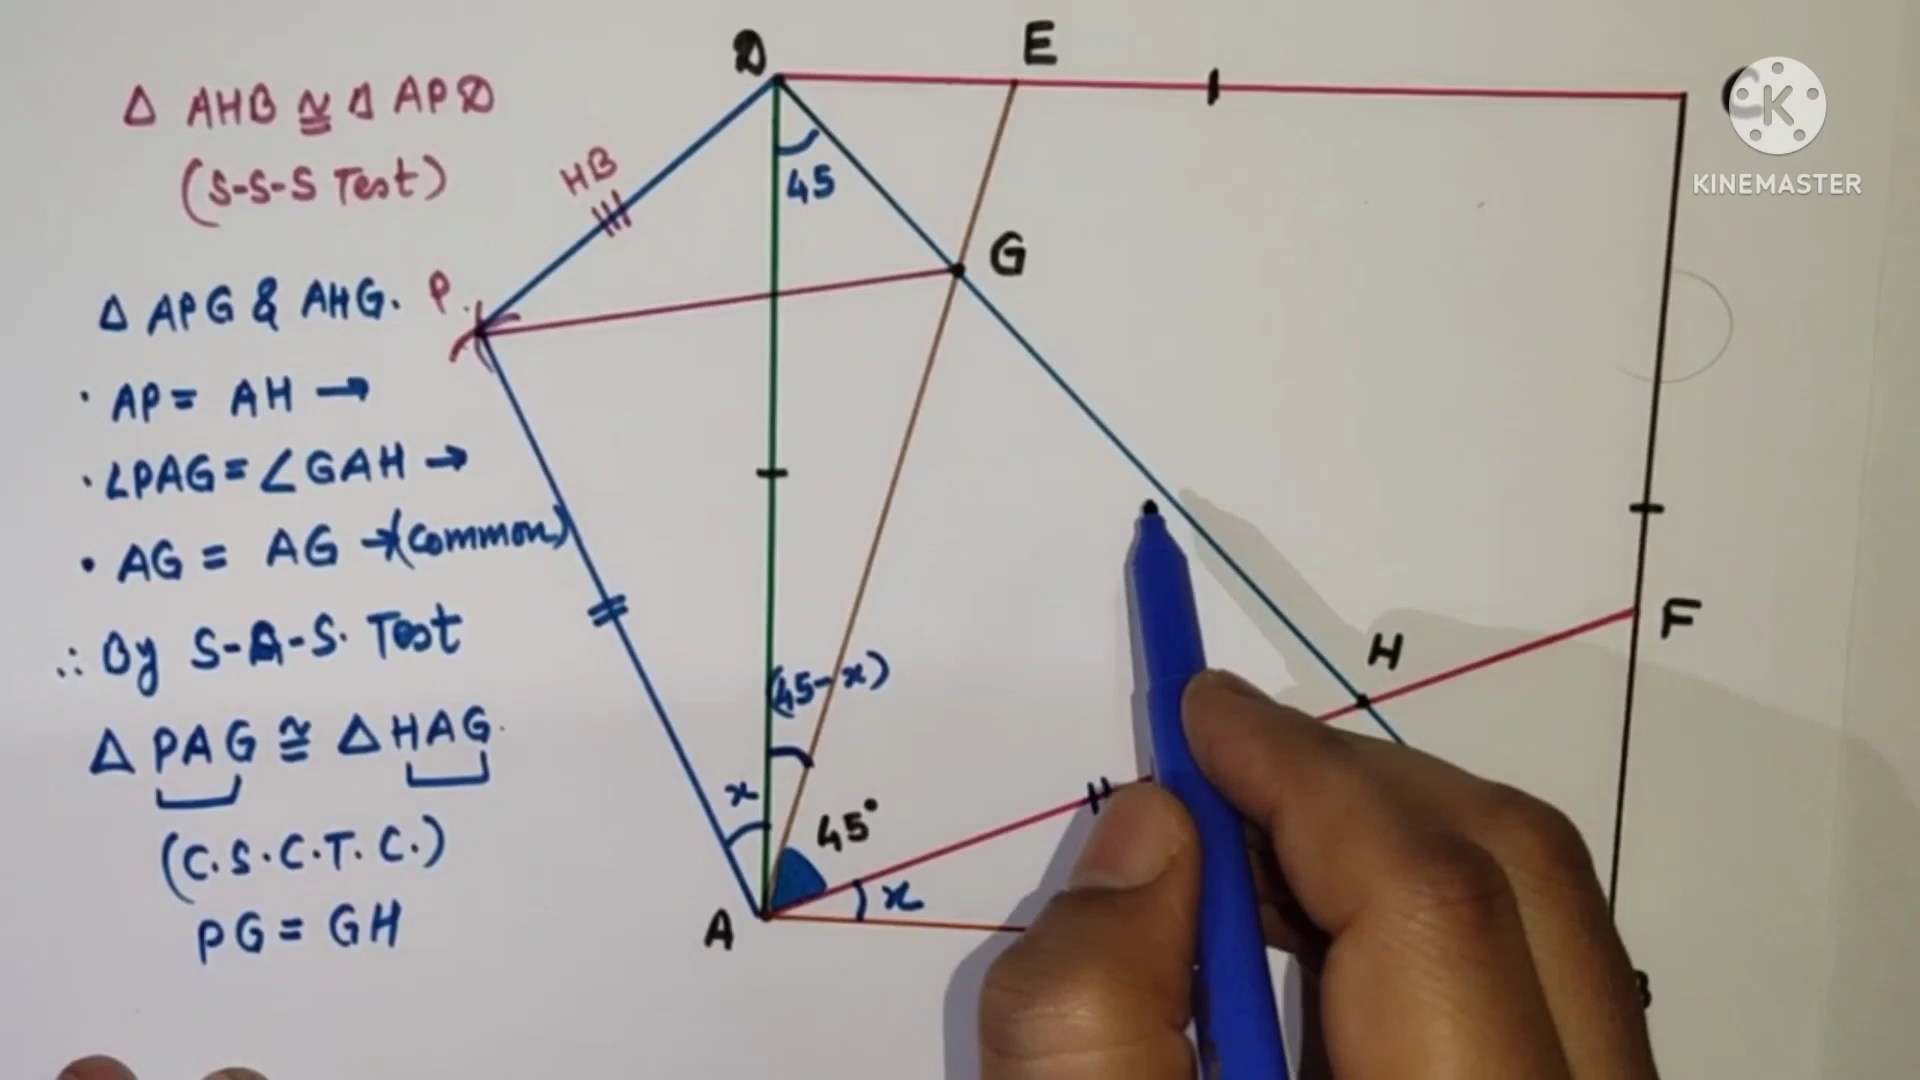 Δ AHB ≅ Δ APD
(S-S-S Test)
Δ APG & AHG.
· AP = AH →
· ∠PAG = ∠GAH →
· AG = AG → (Common)
∴ By S-A-S. Test
Δ PAG ≅ Δ HAG.
(C.S.C.T.C.)
PG = GH
D
E
C
KINEMASTER
HB
45
G
P.
H
F
(45-x)
x
45°
x
A
B